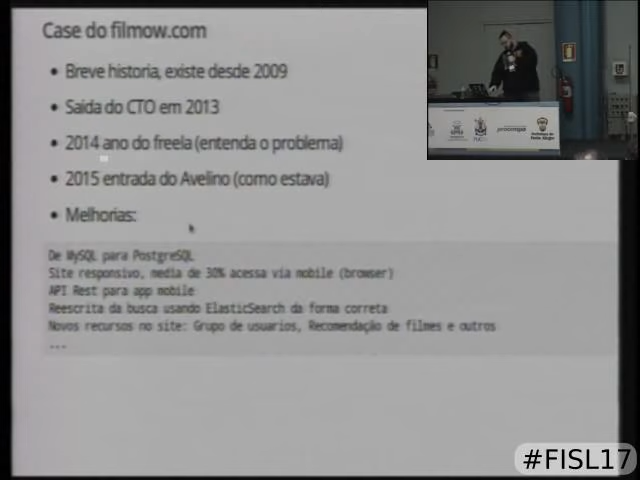 Case do filmow.com
• Breve historia, existe desde 2009
• Saida do CTO em 2013
• 2014 ano do freela (entenda o problema)
• 2015 entrada do Avelino (como estava)
• Melhorias:
De MySQL para PostgreSQL
Site responsivo, media de 30% acessa via mobile (browser)
API Rest para app mobile
Reescrita da busca usando ElasticSearch da forma correta
Novos recursos no site: Grupo de usuarios, Recomendação de filmes e outros
...
procempa
#FISL17